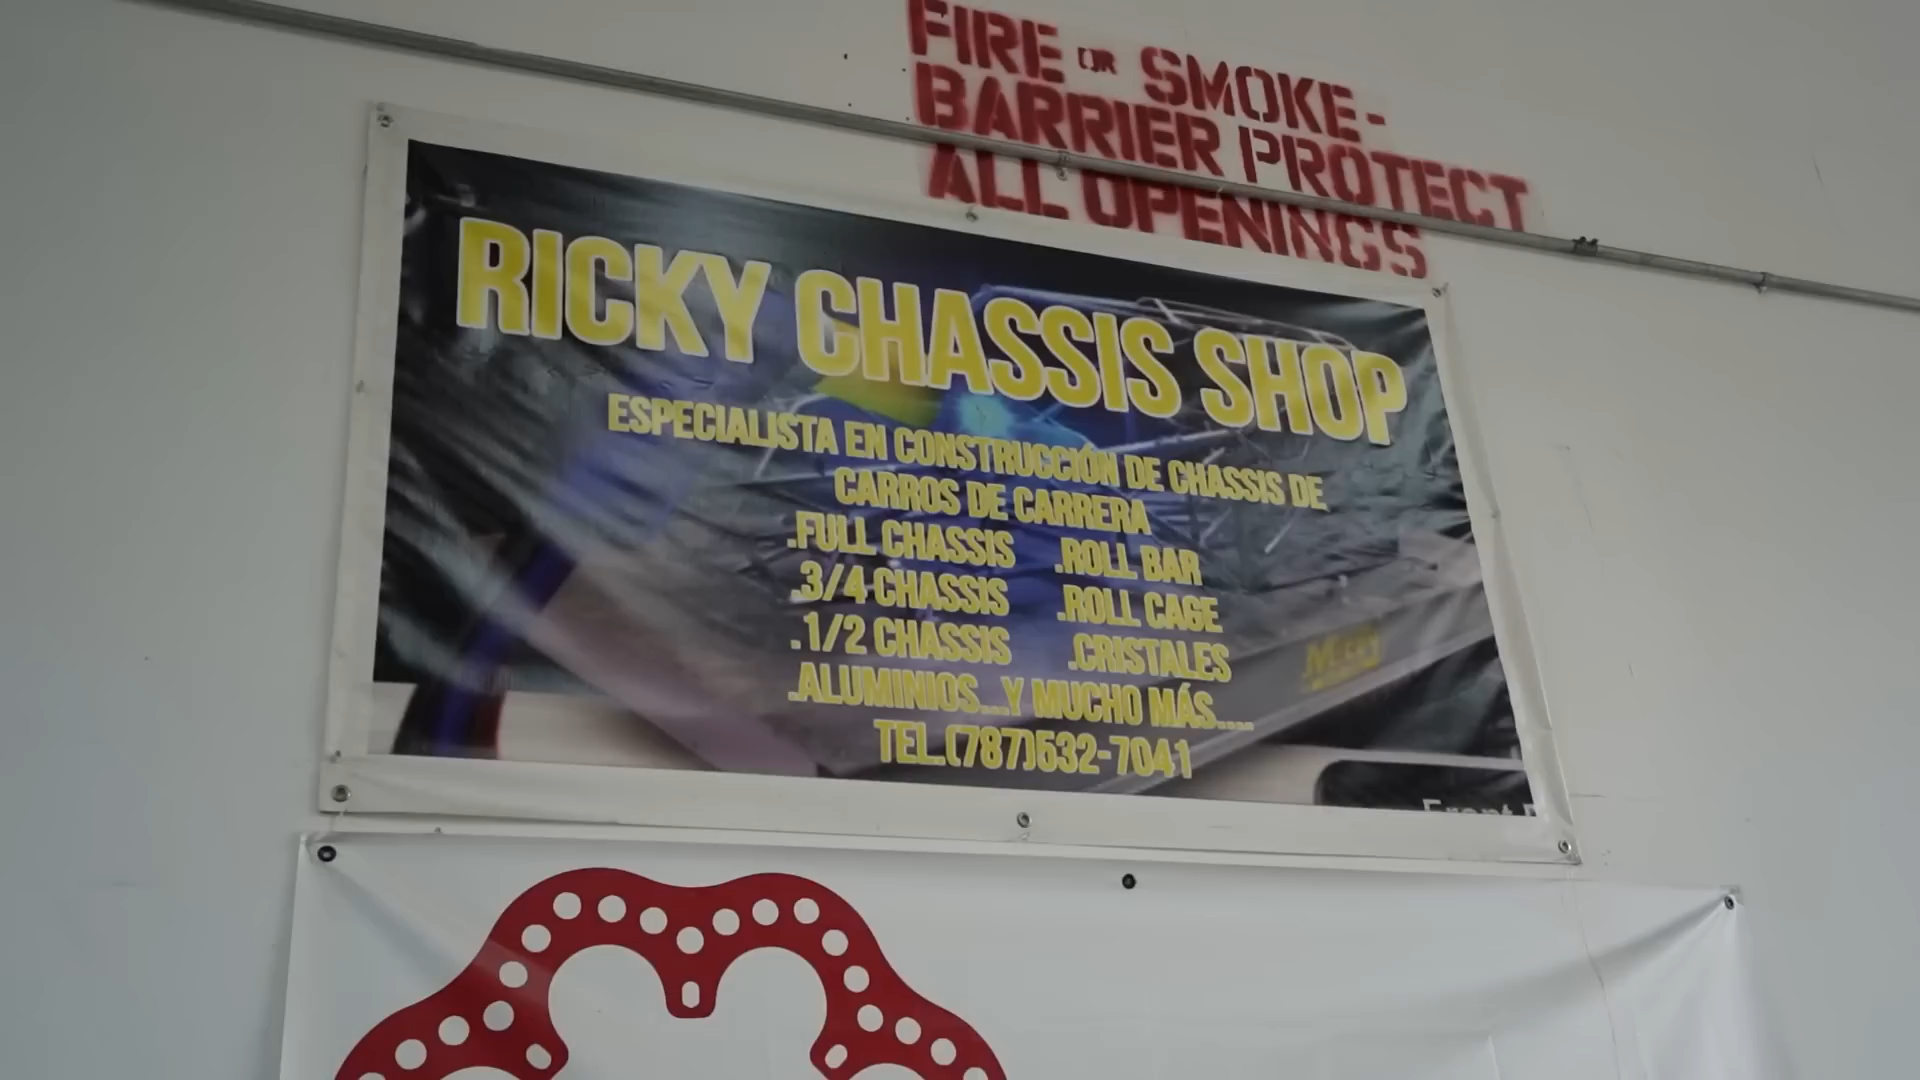 FIRE OR SMOKE-
BARRIER PROTECT
ALL OPENINGS
RICKY CHASSIS SHOP
ESPECIALISTA EN CONSTRUCCIÓN DE CHASSIS DE
CARROS DE CARRERA
.FULL CHASSIS .ROLL BAR
.3/4 CHASSIS .ROLL CAGE
.1/2 CHASSIS .CRISTALES
.ALUMINIOS...Y MUCHO MÁS....
TEL.(787)532-7041
Front